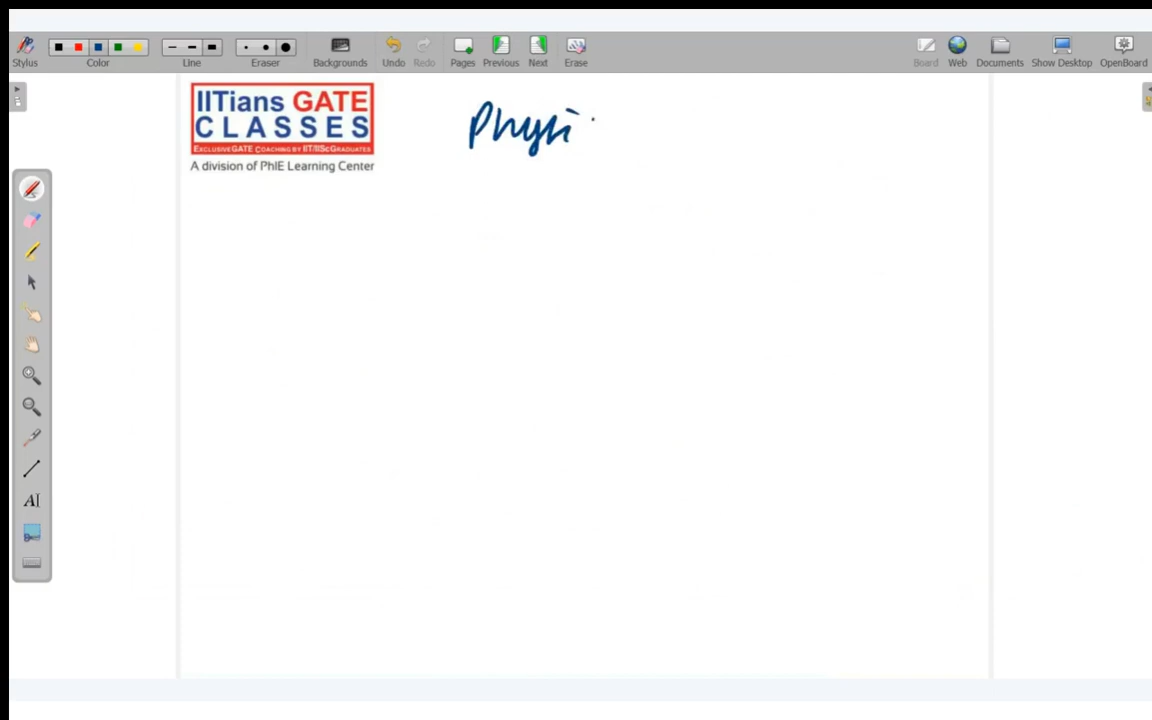 Stylus Color Line Eraser Backgrounds Undo Redo Pages Previous Next Erase Board Web Documents Show Desktop OpenBoard
IITians GATE
CLASSES
EXCLUSIVE GATE COACHING BY IIT/IISC GRADUATES
A division of PhIE Learning Center
Physi
AI